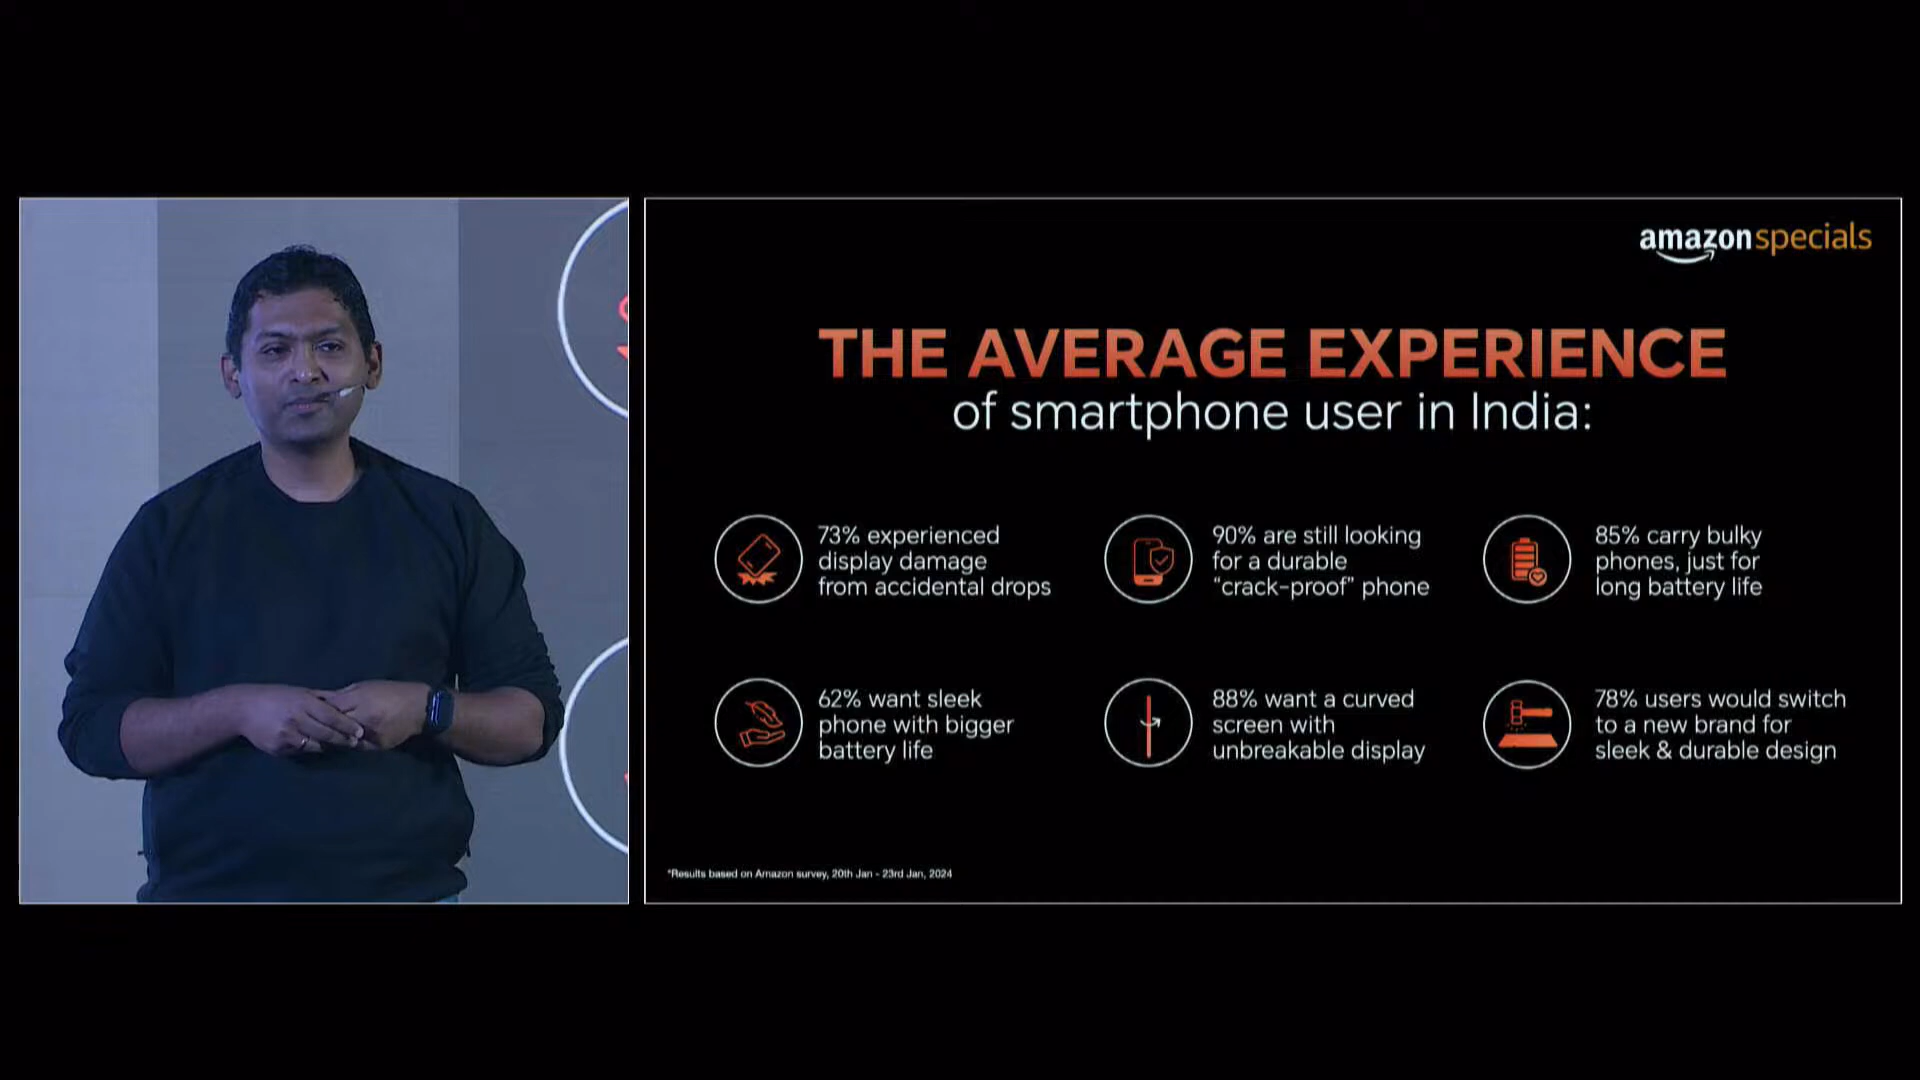 amazonspecials
THE AVERAGE EXPERIENCE
of smartphone user in India:
73% experienced
display damage
from accidental drops
90% are still looking
for a durable
“crack-proof” phone
85% carry bulky
phones, just for
long battery life
62% want sleek
phone with bigger
battery life
88% want a curved
screen with
unbreakable display
78% users would switch
to a new brand for
sleek & durable design
*Results based on Amazon survey, 20th Jan - 23rd Jan, 2024